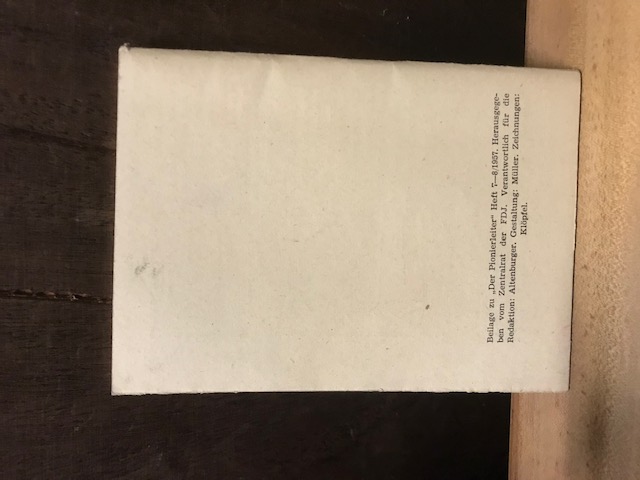 Beilage zu „Der Pionierleiter" Heft 7—8/1957. Herausgege-
ben vom Zentralrat der FDJ. Verantwortlich für die
Redaktion: Altenburger. Gestaltung: Müller. Zeichnungen:
Klöpfel.